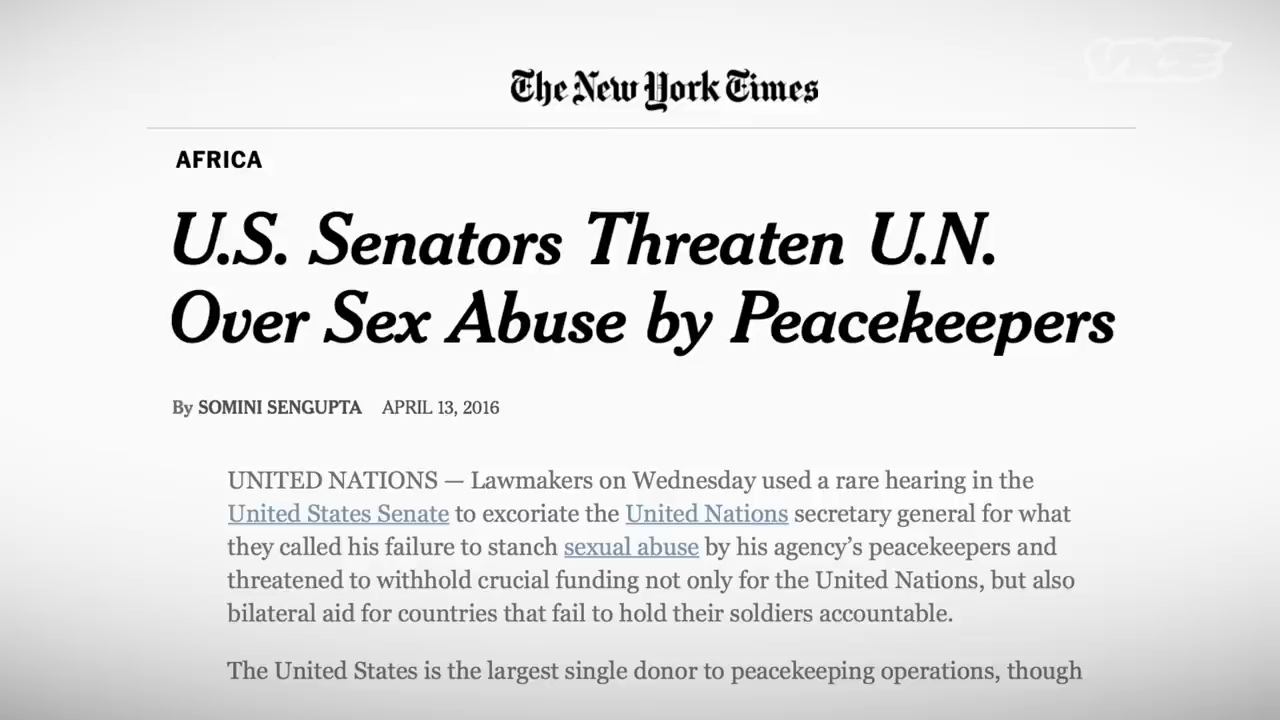 VICE
The New York Times
AFRICA
U.S. Senators Threaten U.N.
Over Sex Abuse by Peacekeepers
By SOMINI SENGUPTA APRIL 13, 2016
UNITED NATIONS — Lawmakers on Wednesday used a rare hearing in the
United States Senate to excoriate the United Nations secretary general for what
they called his failure to stanch sexual abuse by his agency’s peacekeepers and
threatened to withhold crucial funding not only for the United Nations, but also
bilateral aid for countries that fail to hold their soldiers accountable.
The United States is the largest single donor to peacekeeping operations, though